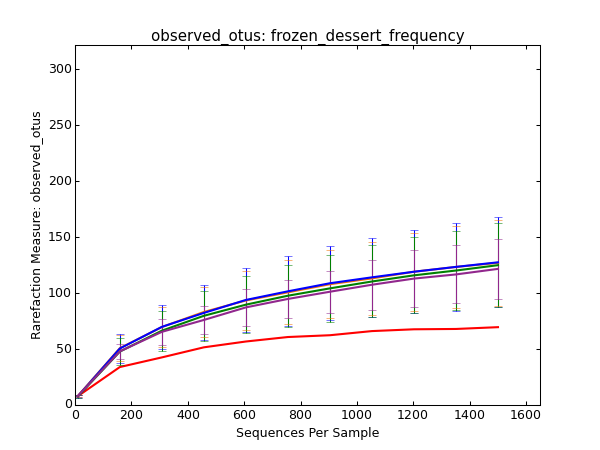 observed_otus: frozen_dessert_frequency
300
250
200
150
100
50
0
Rarefaction Measure: observed_otus
0 200 400 600 800 1000 1200 1400 1600
Sequences Per Sample